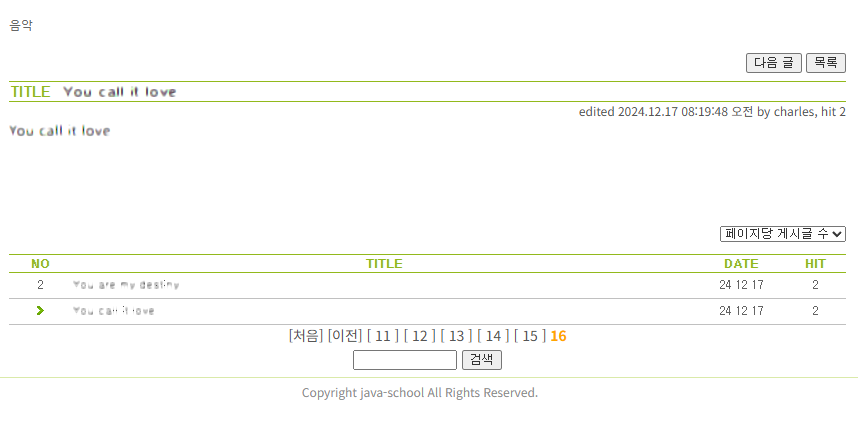 음악
다음 글 목록
TITLE You call it love
edited 2024.12.17 08:19:48 오전 by charles, hit 2
You call it love
페이지당 게시글 수
NO TITLE DATE HIT
2 You are my destiny 24 12 17 2
You call it love 24 12 17 2
[처음] [이전] [ 11 ] [ 12 ] [ 13 ] [ 14 ] [ 15 ] 16
검색
Copyright java-school All Rights Reserved.